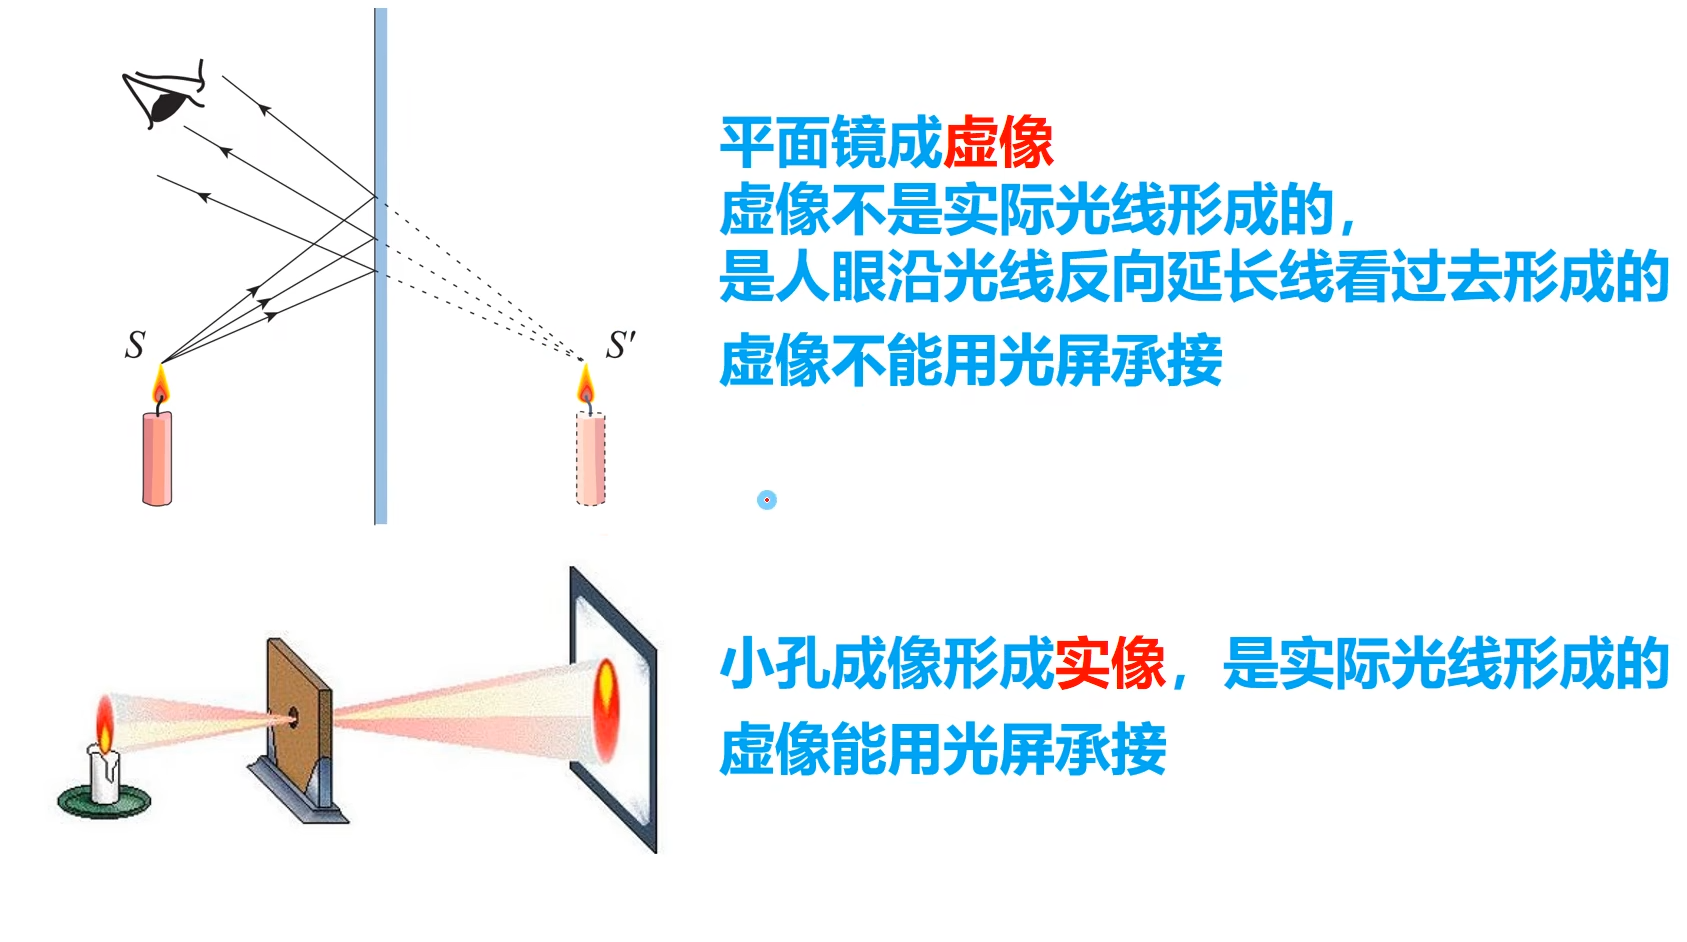 平面镜成虚像
虚像不是实际光线形成的，
是人眼沿光线反向延长线看过去形成的
虚像不能用光屏承接
S
S′
小孔成像形成实像，是实际光线形成的
虚像能用光屏承接